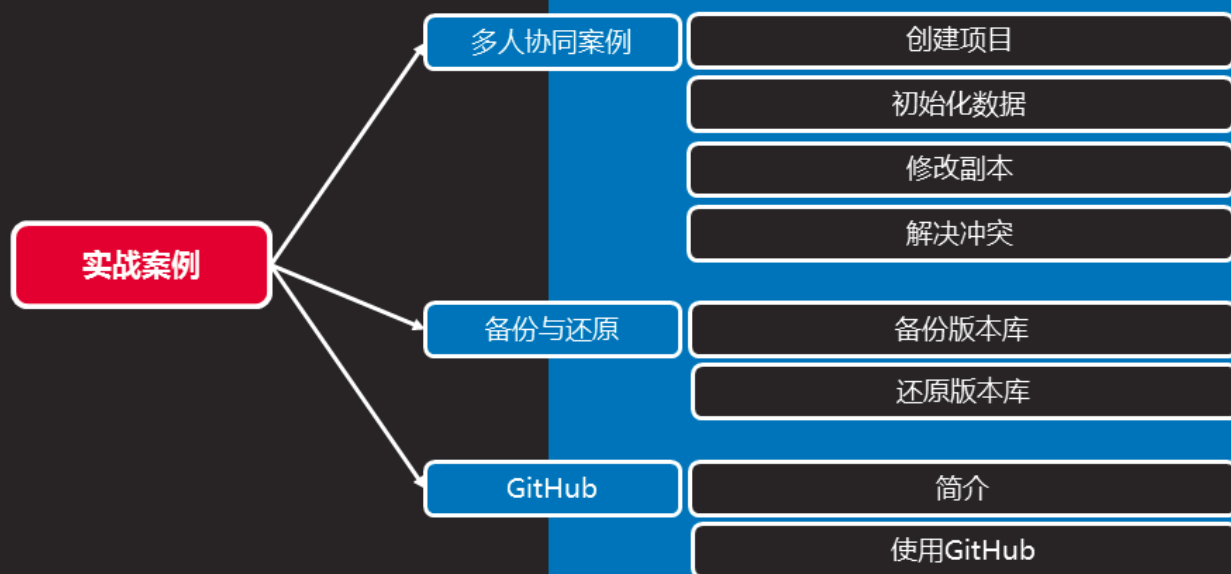 多人协同案例
创建项目
初始化数据
修改副本
解决冲突
实战案例
备份与还原
备份版本库
还原版本库
GitHub
简介
使用GitHub